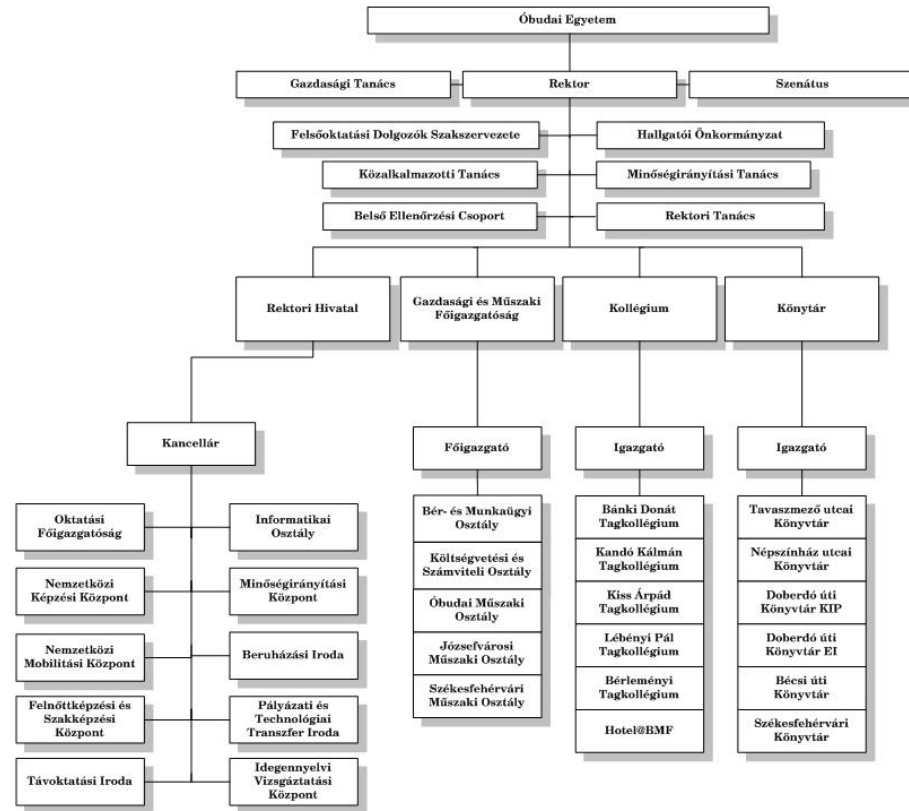 Óbudai Egyetem
Gazdasági Tanács
Rektor
Szenátus
Felsőoktatási Dolgozók Szakszervezete
Hallgatói Önkormányzat
Közalkalmazotti Tanács
Minőségirányítási Tanács
Belső Ellenőrzési Csoport
Rektori Tanács
Rektori Hivatal
Gazdasági és Műszaki
Főigazgatóság
Kollégium
Könytár
Kancellár
Főigazgató
Igazgató
Igazgató
Oktatási
Főigazgatóság
Informatikai
Osztály
Nemzetközi
Képzési Központ
Minőségirányítási
Központ
Nemzetközi
Mobilitási Központ
Beruházási Iroda
Felnőttképzési és
Szakképzési
Központ
Pályázati és
Technológiai
Transzfer Iroda
Távoktatási Iroda
Idegennyelvi
Vizsgáztatási
Központ
Bér- és Munkaügyi
Osztály
Költségvetési és
Számviteli Osztály
Óbudai Műszaki
Osztály
Józsefvárosi
Műszaki Osztály
Székesfehérvári
Műszaki Osztály
Bánki Donát
Tagkollégium
Kandó Kálmán
Tagkollégium
Kiss Árpád
Tagkollégium
Lébényi Pál
Tagkollégium
Bérleményi
Tagkollégium
Hotel@BMF
Tavaszmező utcai
Könyvtár
Népszínház utcai
Könyvtár
Doberdó úti
Könyvtár KIP
Doberdó úti
Könyvtár EI
Bécsi úti
Könyvtár
Székesfehérvári
Könyvtár